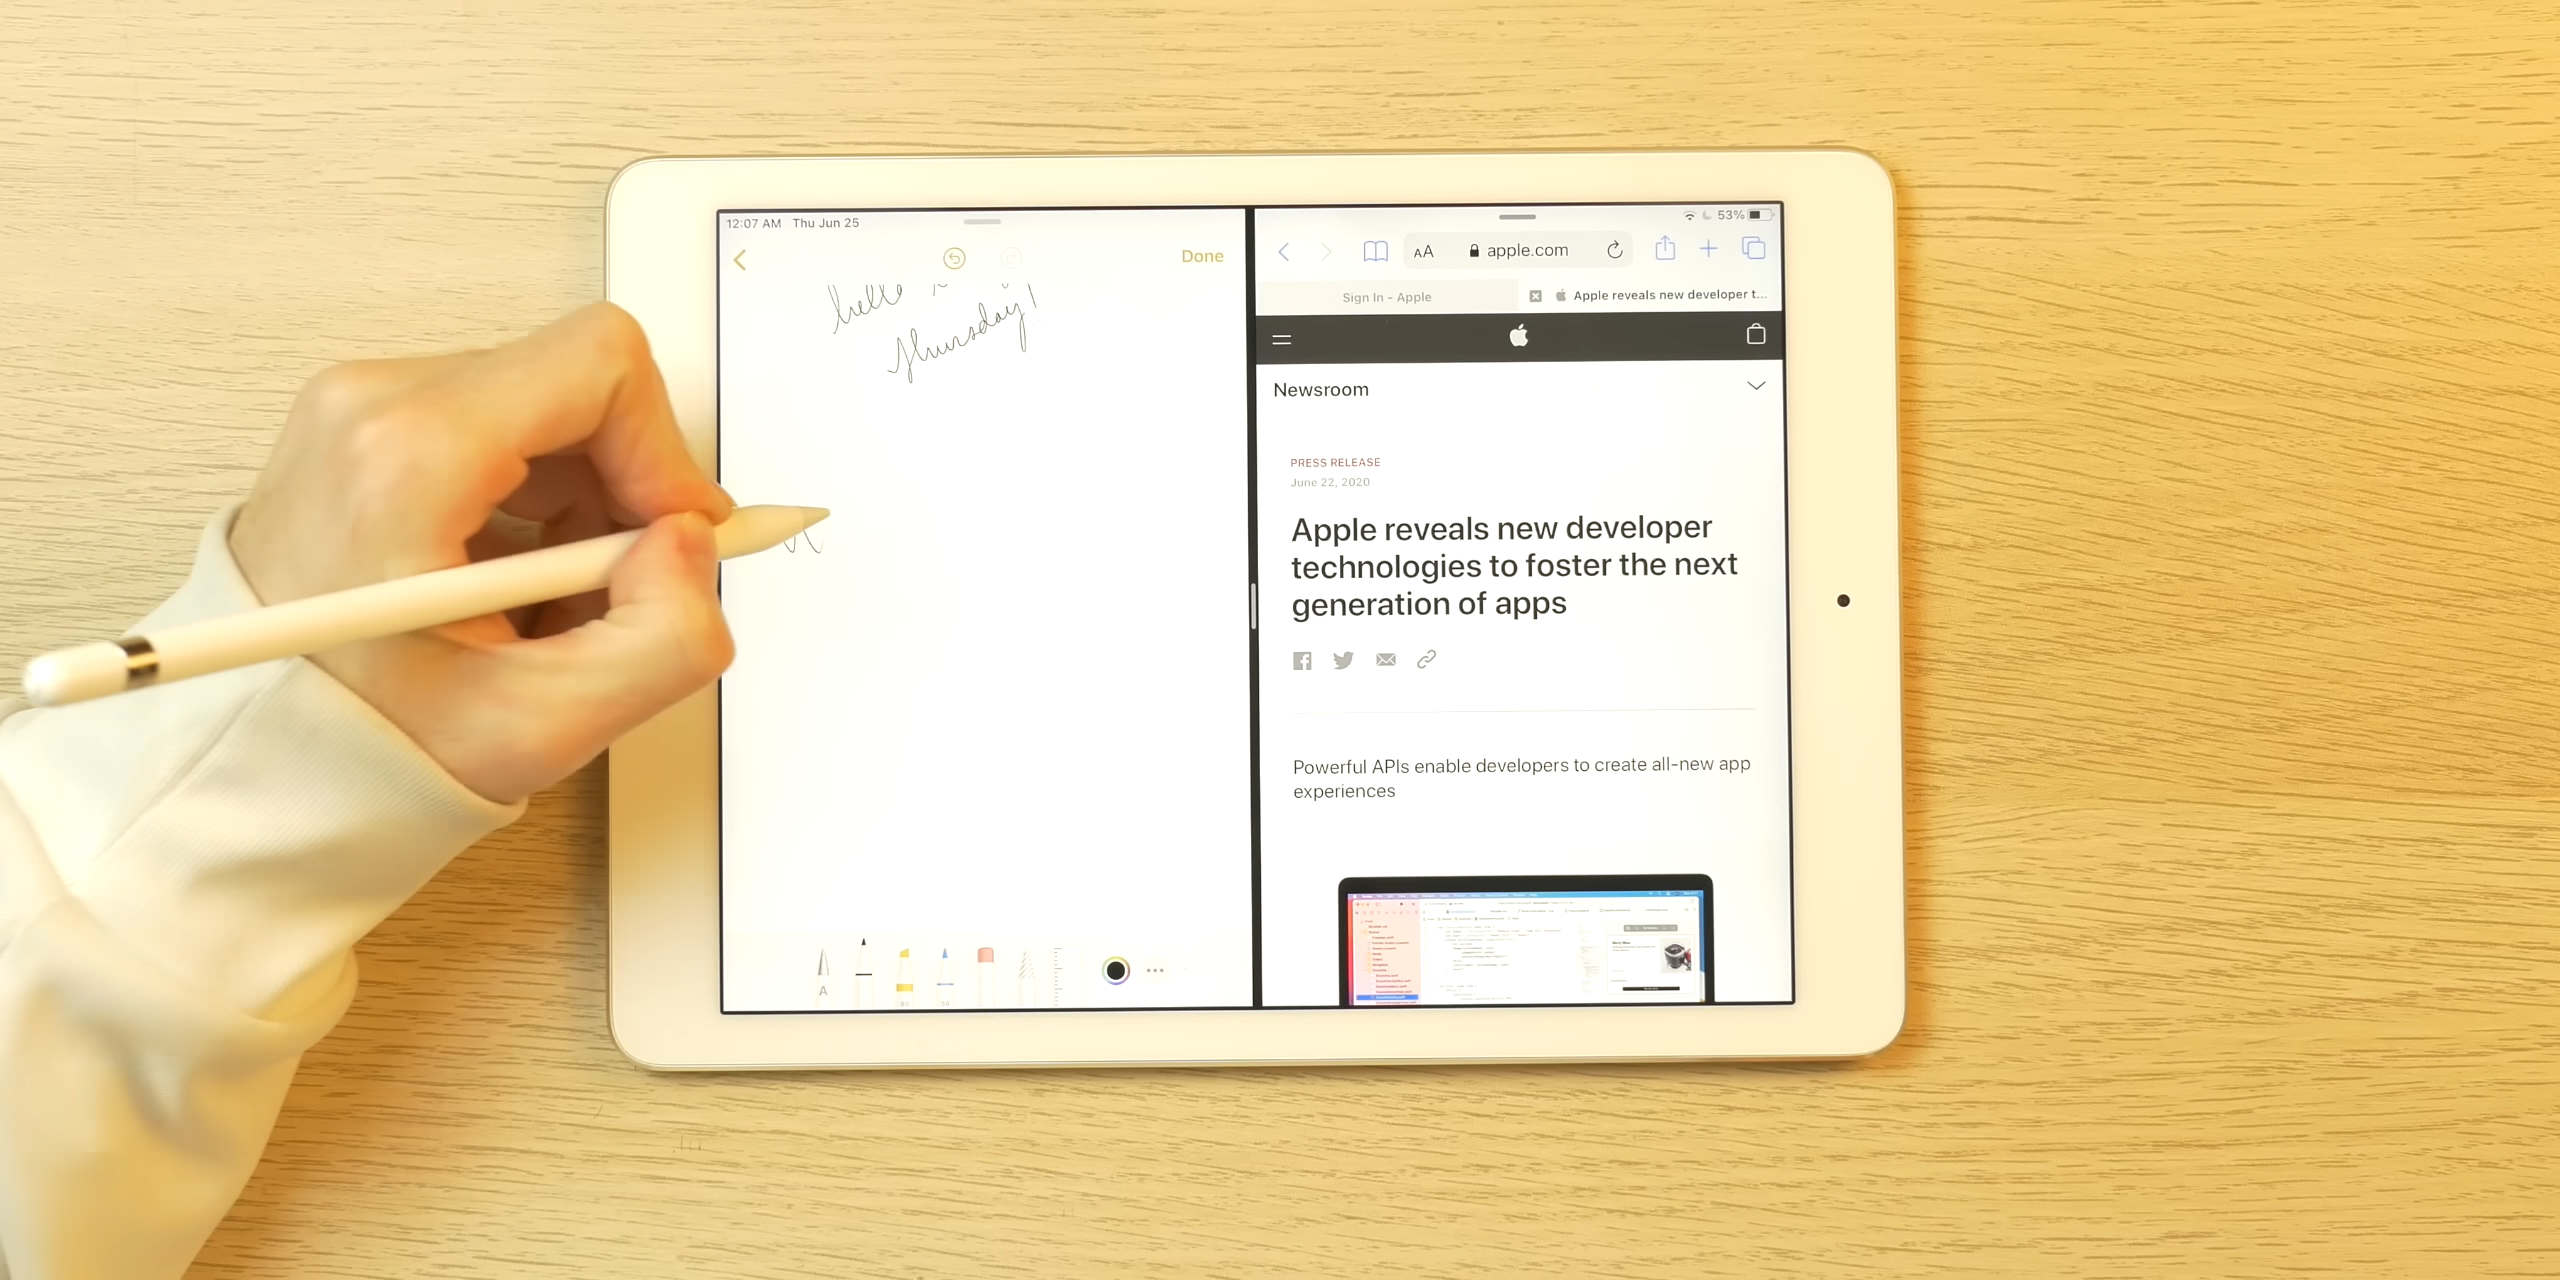 12:07 AM Thu Jun 25
Done
hello
thursday!
A
80
50
53%
AA apple.com
Sign In - Apple
Apple reveals new developer t...
Newsroom
PRESS RELEASE
June 22, 2020
Apple reveals new developer
technologies to foster the next
generation of apps
Powerful APIs enable developers to create all-new app
experiences